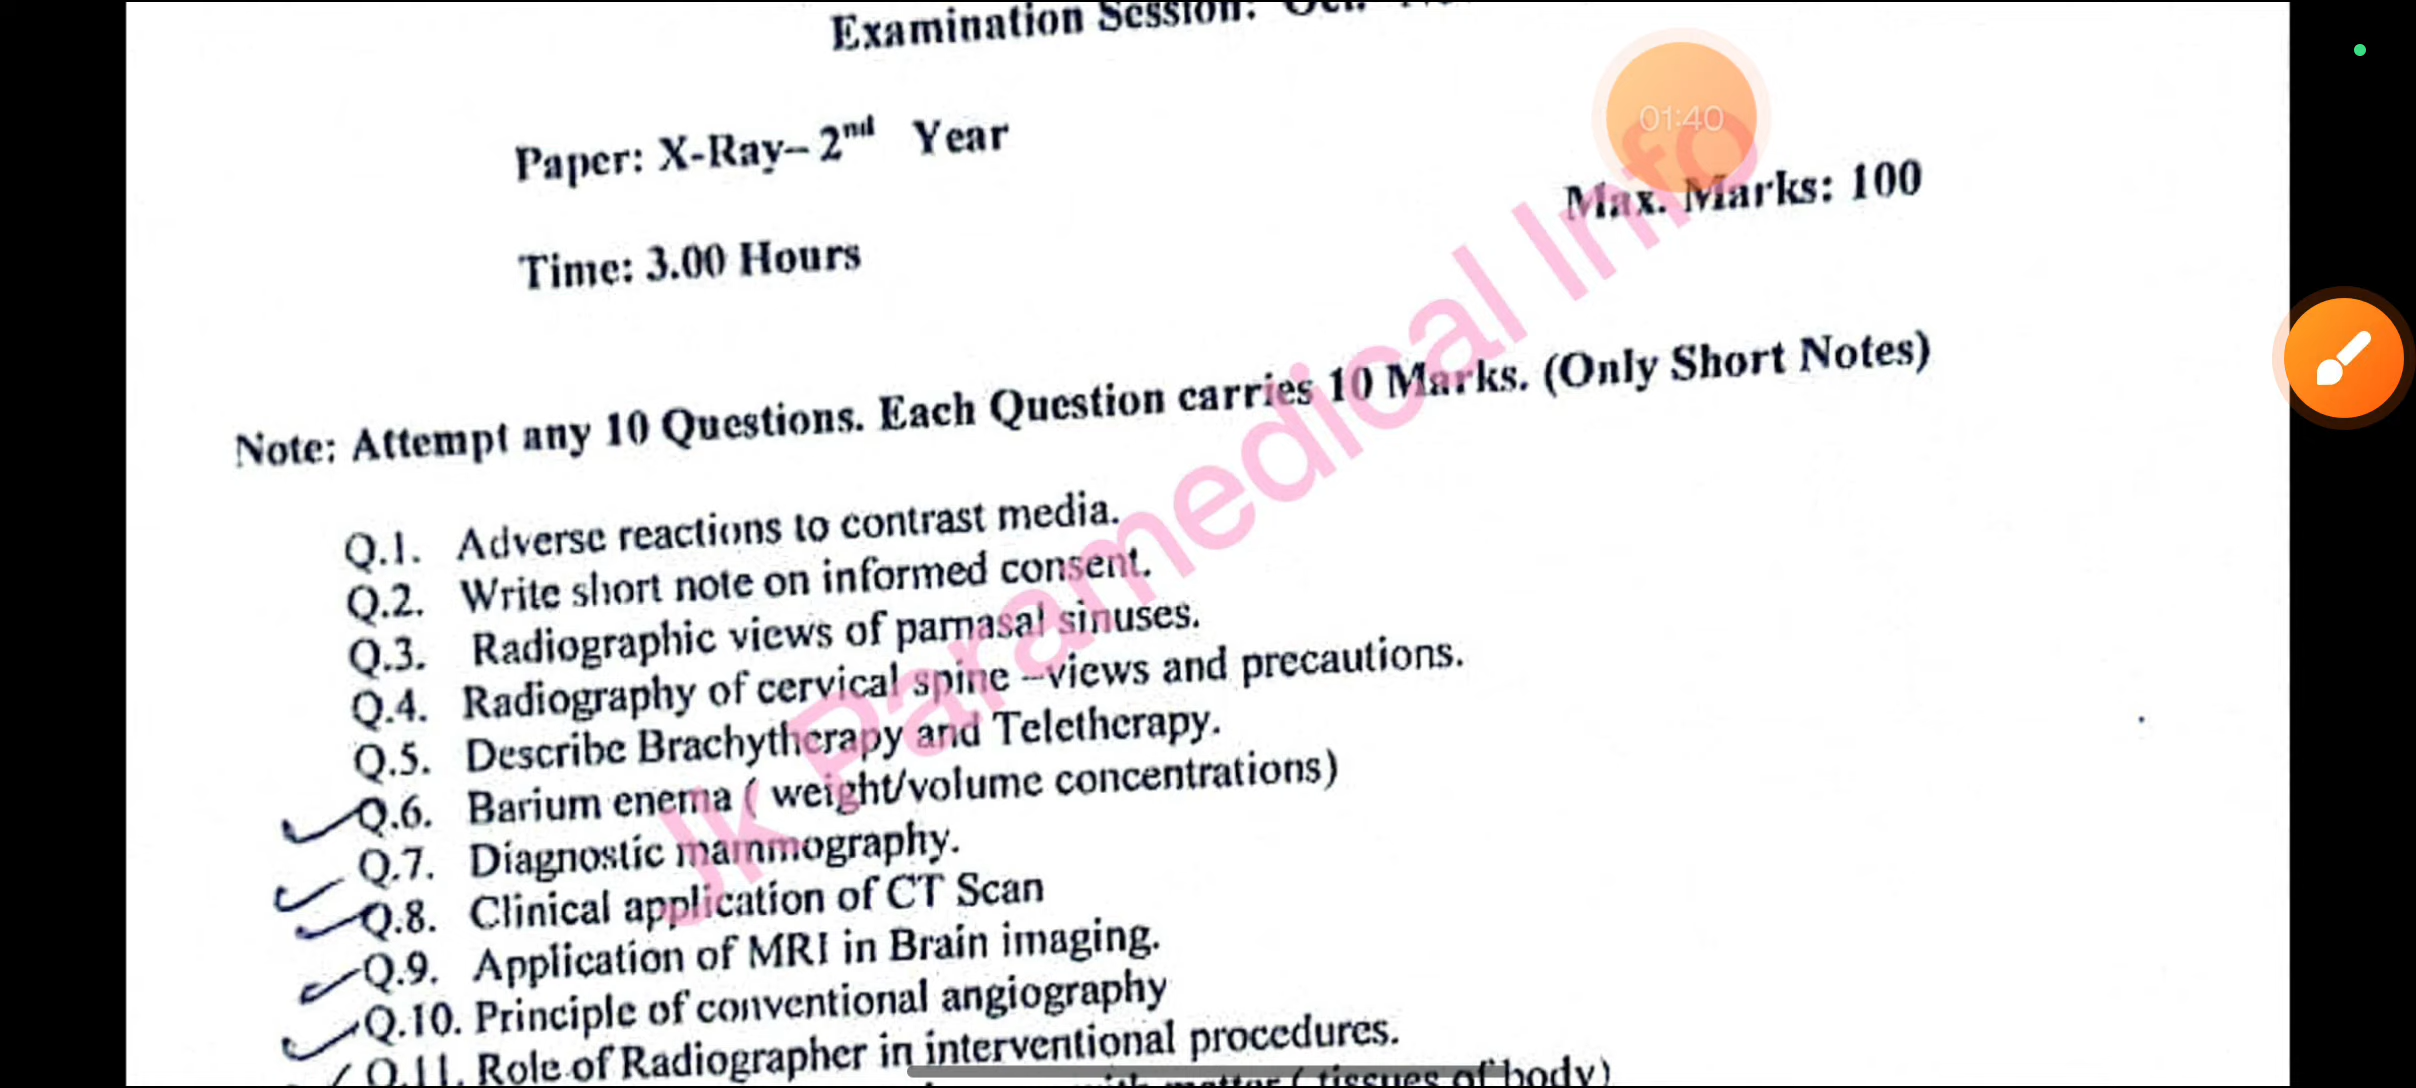 Examination Session:
01:40
Paper: X-Ray– 2nd Year
Max. Marks: 100
Time: 3.00 Hours
Note: Attempt any 10 Questions. Each Question carries 10 Marks. (Only Short Notes)
Q.1. Adverse reactions to contrast media.
Q.2. Write short note on informed consent.
Q.3. Radiographic views of parnasal sinuses.
Q.4. Radiography of cervical spine –views and precautions.
Q.5. Describe Brachytherapy and Teletherapy.
Q.6. Barium enema ( weight/volume concentrations)
Q.7. Diagnostic mammography.
Q.8. Clinical application of CT Scan
Q.9. Application of MRI in Brain imaging.
Q.10. Principle of conventional angiography
Q.11. Role of Radiographer in interventional procedures.
with matter ( tissues of body)
JK Paramedical Info